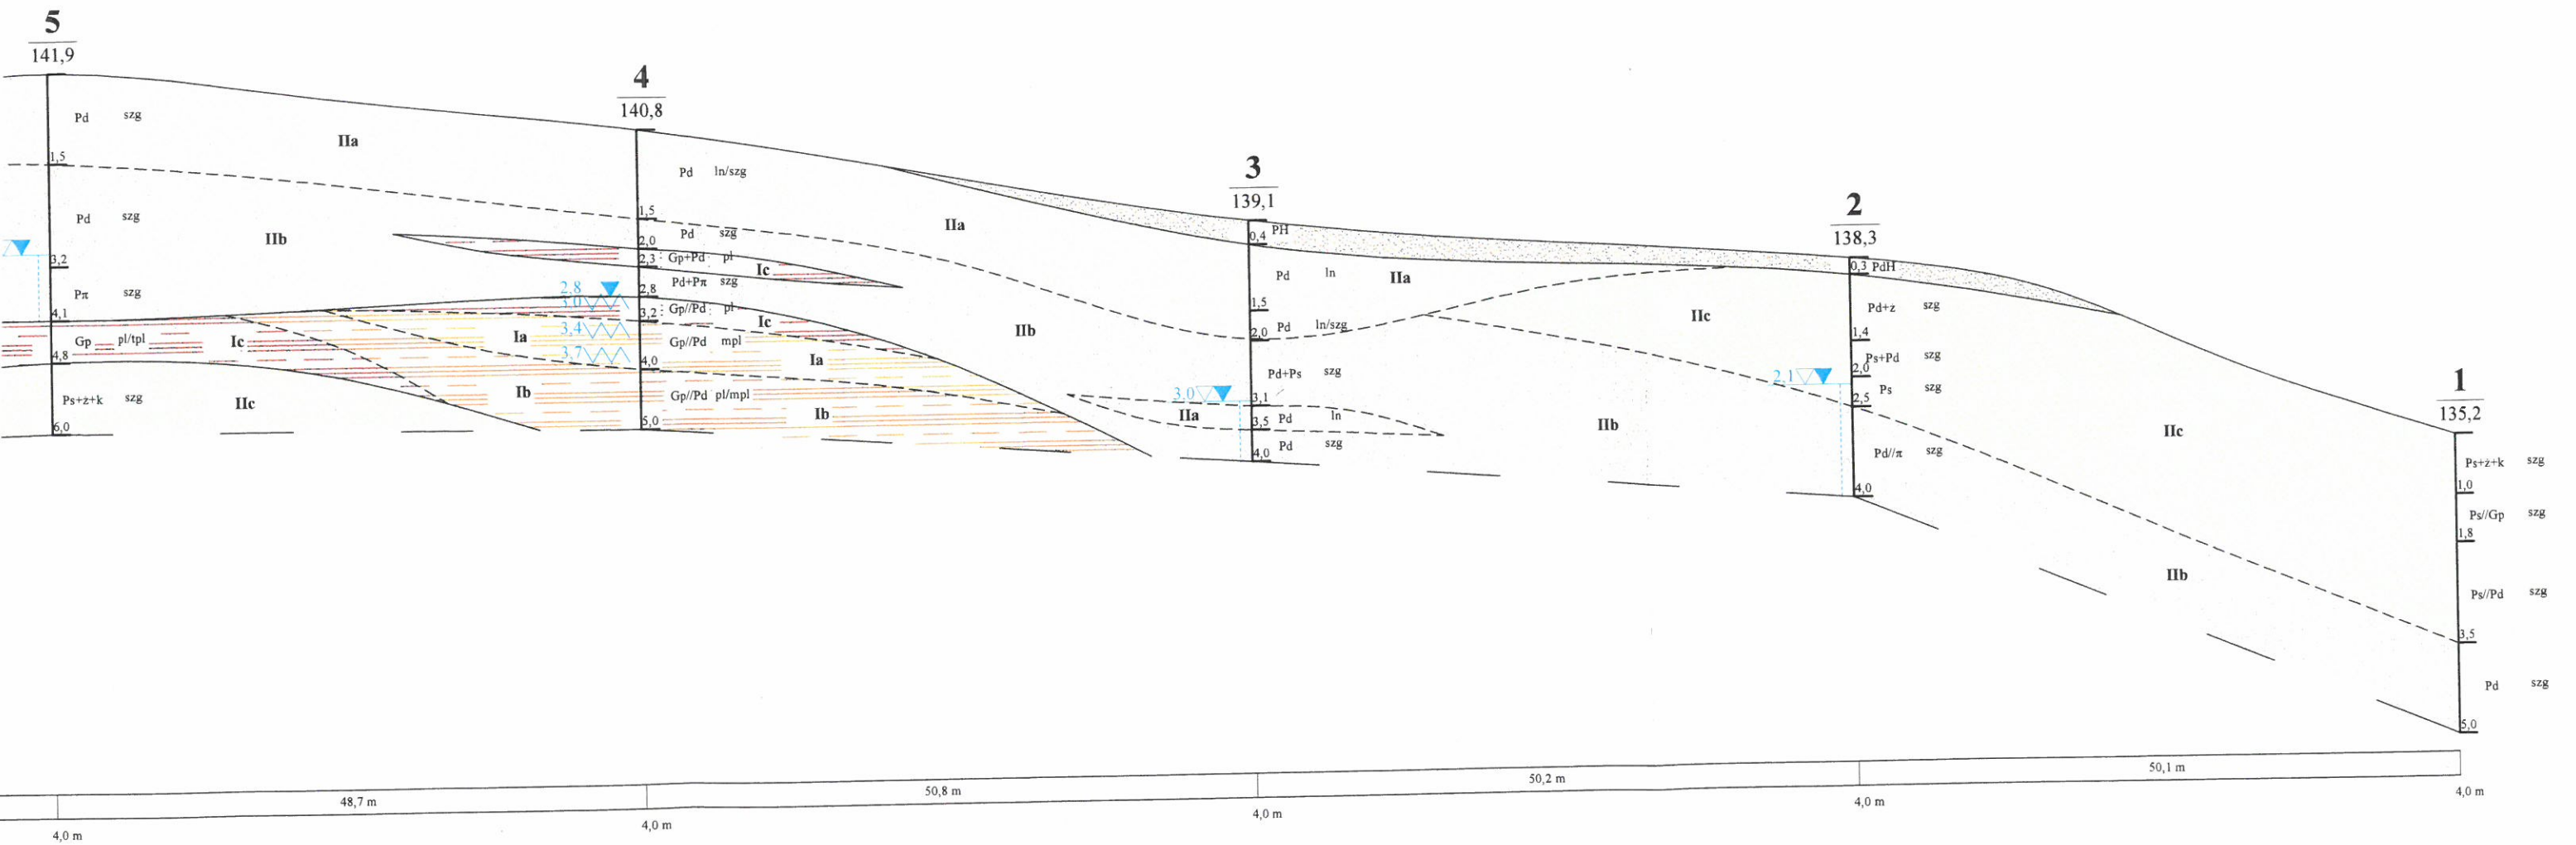 5
141,9
Pd szg
IIa
1,5
Pd szg
IIb
3,2
Pπ szg
4,1
Gp pl/tpl
Ic
4,8
Ps+ż+k szg
IIc
6,0
4
140,8
Pd ln/szg
1,5
Pd szg
2,0
Gp+Pd pl
2,3
Ic
Pd+Pπ szg
2,8
2,8
3,0
Gp//Pd pl
3,2
Ic
3,4
Ia
Gp//Pd mpl
Ia
3,7
4,0
Ib
Gp//Pd pl/mpl
Ib
5,0
IIa
IIb
3
139,1
PH
0,4
Pd ln
IIa
1,5
Pd ln/szg
2,0
Pd+Ps szg
3,0
3,1
IIa
Pd ln
3,5
Pd szg
4,0
IIc
IIb
2
138,3
0,3 PdH
Pd+ż szg
1,4
Ps+Pd szg
2,0
2,1
Ps szg
2,5
Pd//π szg
4,0
IIc
IIb
1
135,2
Ps+ż+k szg
1,0
Ps//Gp szg
1,8
Ps//Pd szg
3,5
Pd szg
5,0
48,7 m
50,8 m
50,2 m
50,1 m
4,0 m
4,0 m
4,0 m
4,0 m
4,0 m